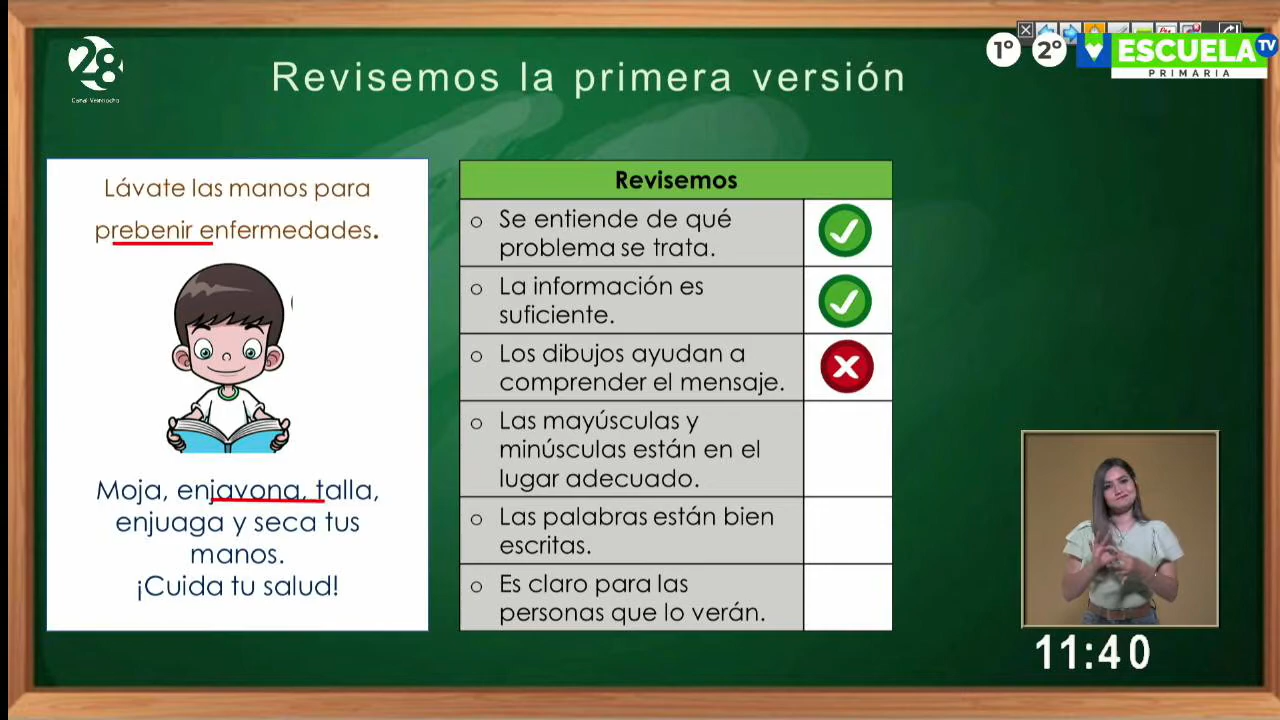 28
Canal Veintiocho
Revisemos la primera versión
1° 2° ESCUELA TV
PRIMARIA
Lávate las manos para
prebenir enfermedades.
Moja, enjavona, talla,
enjuaga y seca tus
manos.
¡Cuida tu salud!
Revisemos
Se entiende de qué
problema se trata.
La información es
suficiente.
Los dibujos ayudan a
comprender el mensaje.
Las mayúsculas y
minúsculas están en el
lugar adecuado.
Las palabras están bien
escritas.
Es claro para las
personas que lo verán.
11:40